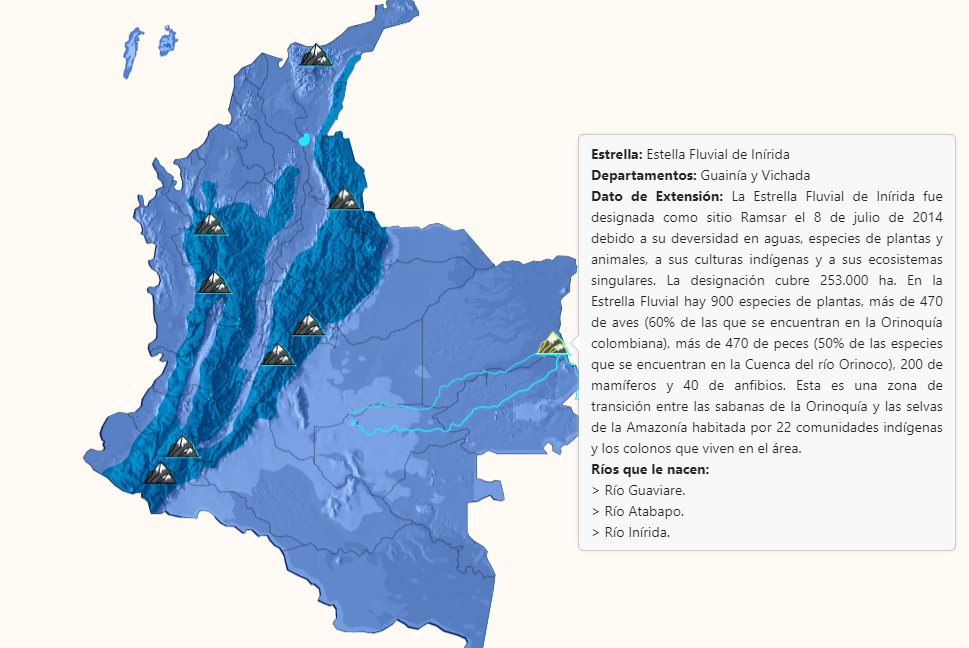 Estrella: Estella Fluvial de Inírida
Departamentos: Guainía y Vichada
Dato de Extensión: La Estrella Fluvial de Inírida fue
designada como sitio Ramsar el 8 de julio de 2014
debido a su deversidad en aguas, especies de plantas y
animales, a sus culturas indígenas y a sus ecosistemas
singulares. La designación cubre 253.000 ha. En la
Estrella Fluvial hay 900 especies de plantas, más de 470
de aves (60% de las que se encuentran en la Orinoquía
colombiana), más de 470 de peces (50% de las especies
que se encuentran en la Cuenca del río Orinoco), 200 de
mamíferos y 40 de anfibios. Esta es una zona de
transición entre las sabanas de la Orinoquía y las selvas
de la Amazonía habitada por 22 comunidades indígenas
y los colonos que viven en el área.
Ríos que le nacen:
> Río Guaviare.
> Río Atabapo.
> Río Inírida.